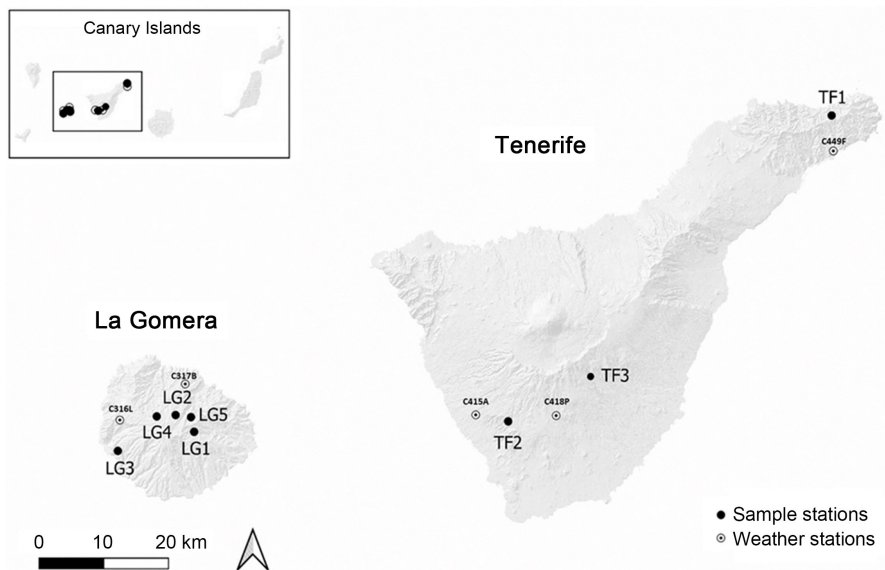 Canary Islands
TF1
C449F
Tenerife
La Gomera
C317B
LG2
C316L
LG5
LG4
LG1
LG3
TF3
C415A
C418P
TF2
Sample stations
Weather stations
0 10 20 km